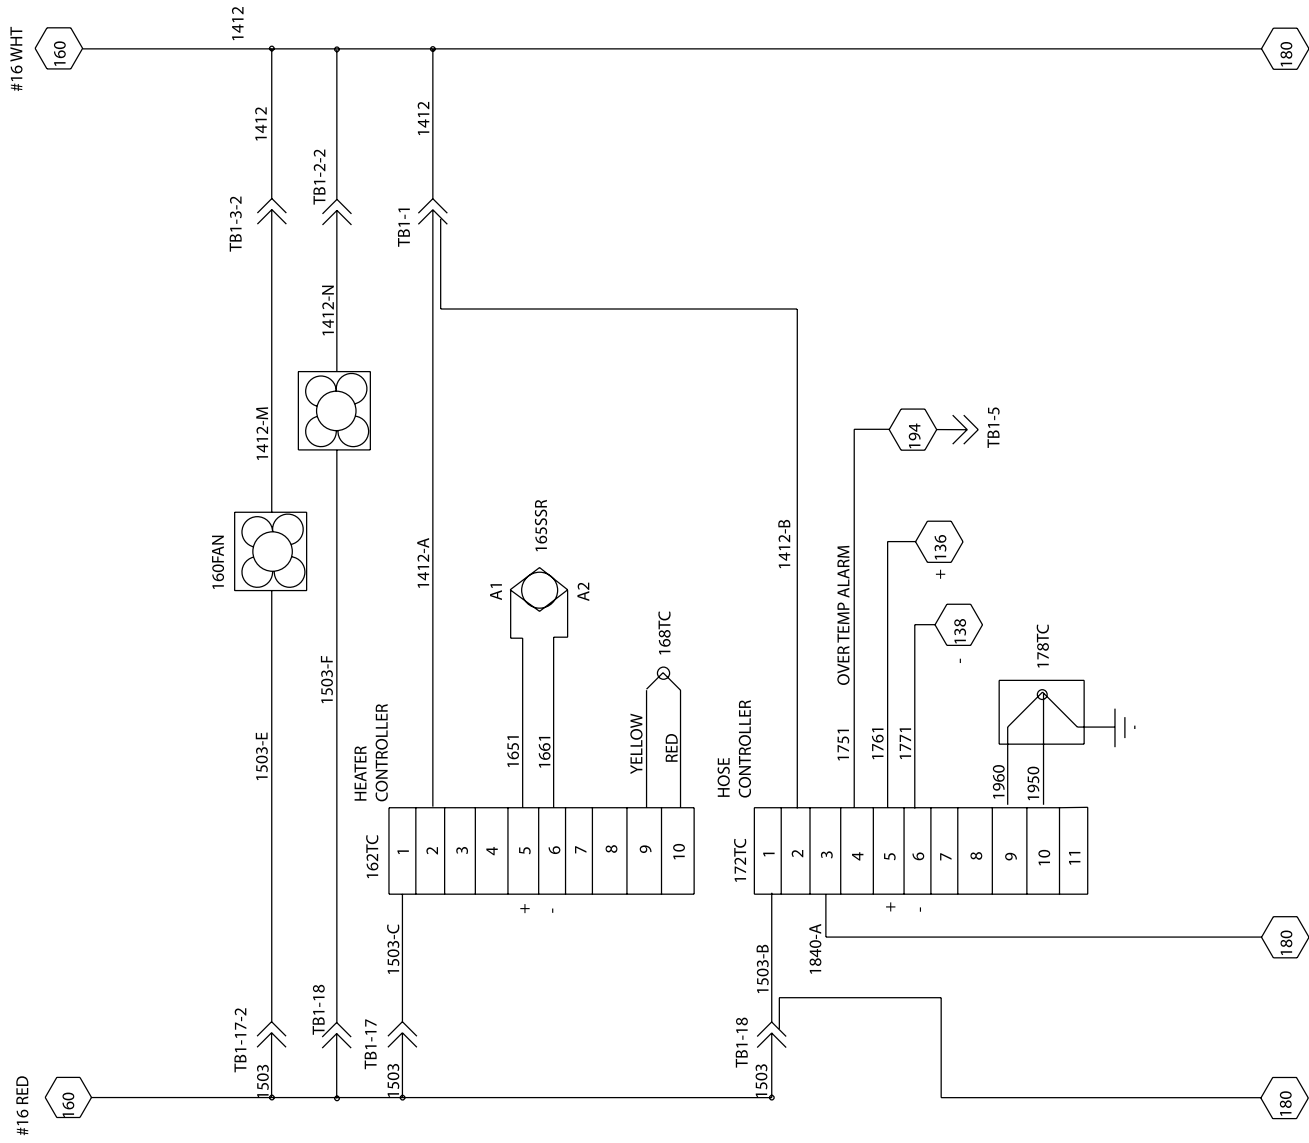 #16 RED
160
#16 WHT
160
1412
1503
TB1-17-2
1503-E
160FAN
1412-M
TB1-3-2
1412
TB1-18
1503-F
1412-N
TB1-2-2
1503
TB1-17
1503-C
162TC
HEATER
CONTROLLER
1
2
3
4
5
6
7
8
9
10
+
-
1412-A
TB1-1
1412
1651
1661
A1
A2
165SSR
YELLOW
RED
168TC
1503
TB1-18
1503-B
1840-A
172TC
HOSE
CONTROLLER
1
2
3
4
5
6
7
8
9
10
11
+
-
1412-B
1751
OVER TEMP ALARM
194
TB1-5
1761
+
136
1771
-
138
1960
1950
178TC
180
180
180